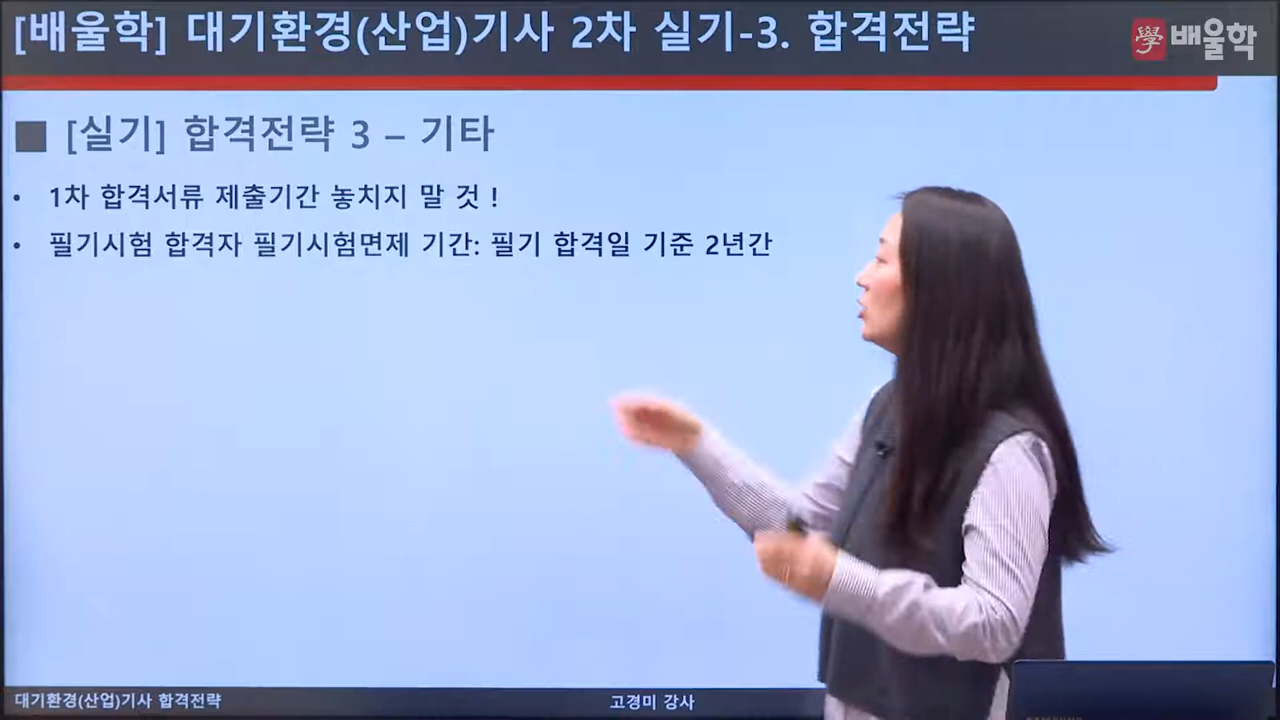 [배울학] 대기환경(산업)기사 2차 실기-3. 합격전략
學 배울학
■ [실기] 합격전략 3 – 기타
• 1차 합격서류 제출기간 놓치지 말 것 !
• 필기시험 합격자 필기시험면제 기간: 필기 합격일 기준 2년간
대기환경(산업)기사 합격전략
고경미 강사